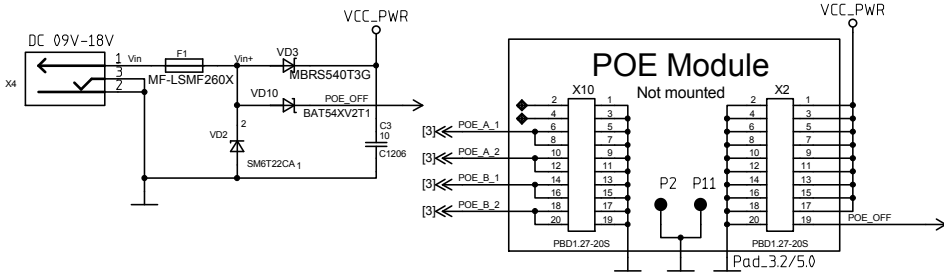 VCC_PWR
DC 09V-18V
X4
1
3
2
Vin
F1
MF-LSMF260X
Vin+
VD3
MBRS540T3G
VD10
POE_OFF
BAT54XV2T1
VD2
2
SM6T22CA
1
C3
10
C1206
VCC_PWR
POE Module
Not mounted
X10
X2
2 1
4 3
6 5
8 7
10 9
12 11
14 13
16 15
18 17
20 19
PBD1.27-20S
[3] POE_A_1
[3] POE_A_2
[3] POE_B_1
[3] POE_B_2
P2
P11
2 1
4 3
6 5
8 7
10 9
12 11
14 13
16 15
18 17
20 19
POE_OFF
PBD1.27-20S
Pad_3.2/5.0